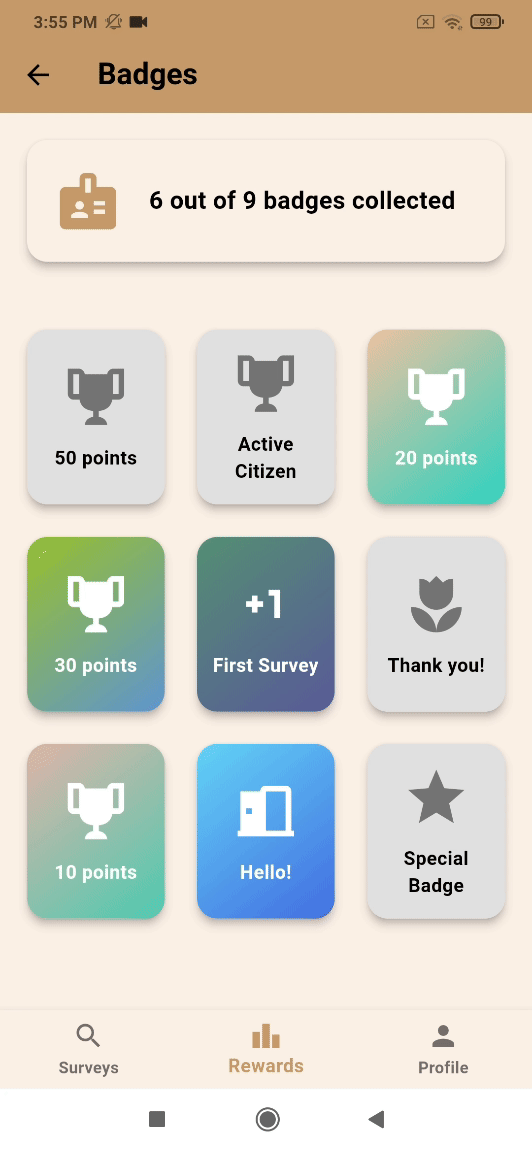 3:55 PM
99
Badges
6 out of 9 badges collected
50 points
Active
Citizen
20 points
30 points
+1
First Survey
Thank you!
10 points
Hello!
Special
Badge
Surveys
Rewards
Profile